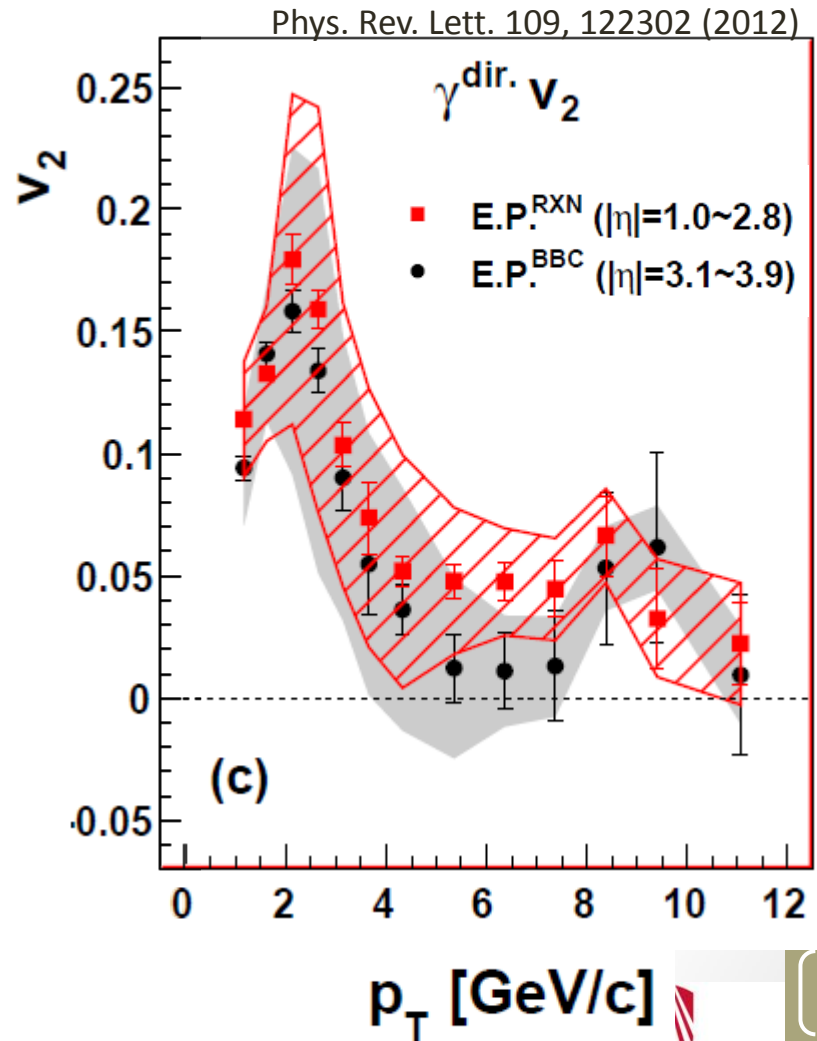 Phys. Rev. Lett. 109, 122302 (2012)
γ^dir. v₂
E.P.^RXN (|η|=1.0~2.8)
E.P.^BBC (|η|=3.1~3.9)
v₂
0.25
0.2
0.15
0.1
0.05
0
-0.05
(c)
0 2 4 6 8 10 12
p_T [GeV/c]